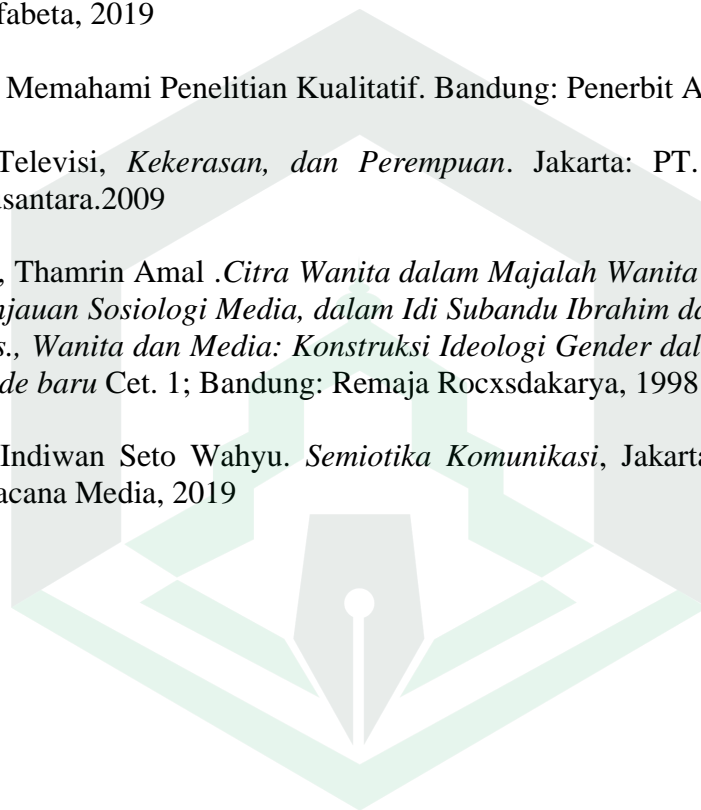 fabeta, 2019
Memahami Penelitian Kualitatif. Bandung: Penerbit A
Televisi, Kekerasan, dan Perempuan. Jakarta: PT.
usantara.2009
, Thamrin Amal .Citra Wanita dalam Majalah Wanita
njauan Sosiologi Media, dalam Idi Subandu Ibrahim da
s., Wanita dan Media: Konstruksi Ideologi Gender dal
de baru Cet. 1; Bandung: Remaja Rocxsdakarya, 1998
Indiwan Seto Wahyu. Semiotika Komunikasi, Jakarta
acana Media, 2019